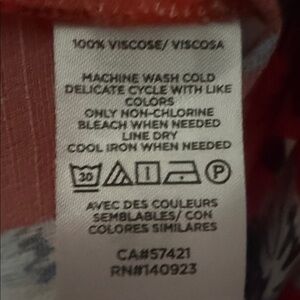 100% VISCOSE/ VISCOSA
MACHINE WASH COLD
DELICATE CYCLE WITH LIKE
COLORS
ONLY NON-CHLORINE
BLEACH WHEN NEEDED
LINE DRY
COOL IRON WHEN NEEDED
30 P
AVEC DES COULEURS
SEMBLABLES/ CON
COLORES SIMILARES
CA#57421
RN#140923